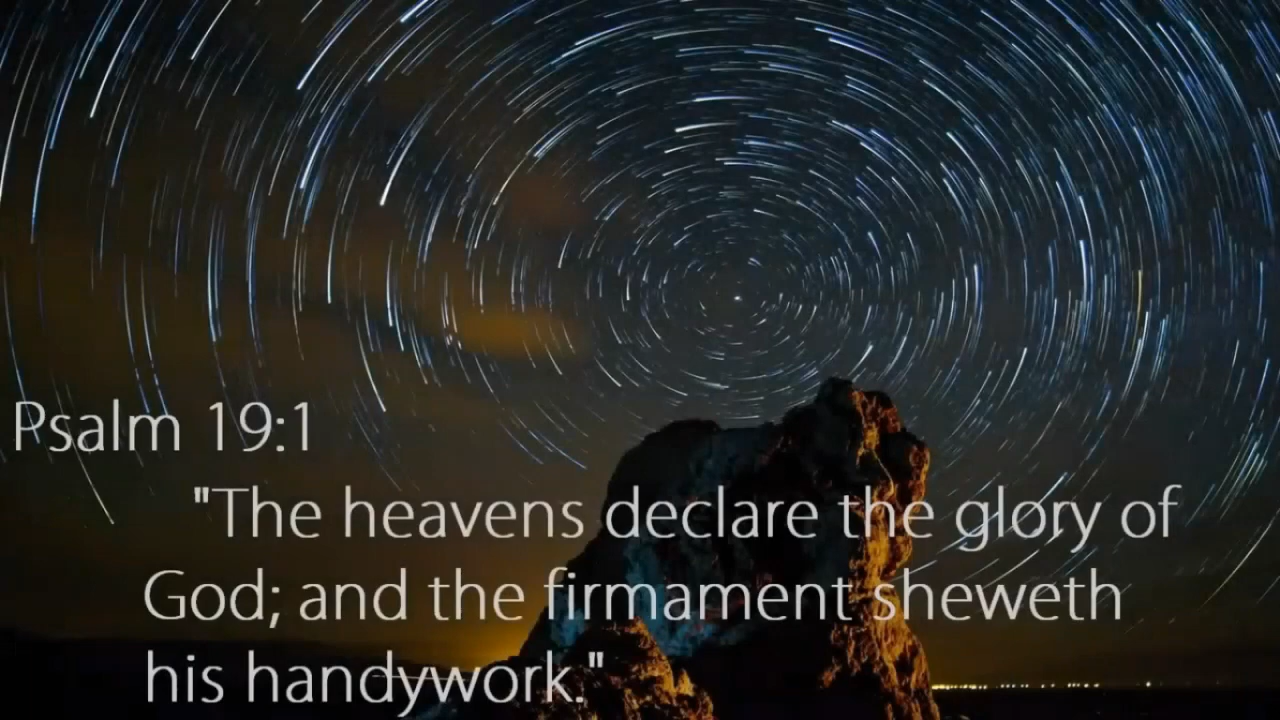 Psalm 19:1
"The heavens declare the glory of
God; and the firmament sheweth
his handywork."